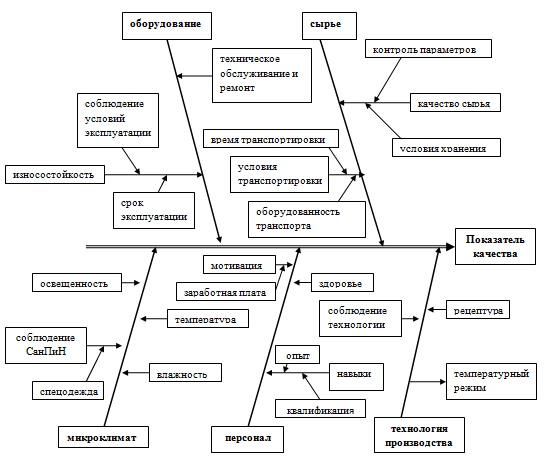 оборудование
сырье
техническое
обслуживание и
ремонт
контроль параметров
соблюдение
условий
эксплуатации
качество сырья
время транспортировки
условия хранения
износостойкость
условия
транспортировки
срок
эксплуатации
оборудованность
транспорта
Показатель
качества
мотивация
освещенность
заработная плата
здоровье
соблюдение
технологии
рецептура
температура
соблюдение
СанПиН
опыт
влажность
навыки
температурный
режим
спецодежда
квалификация
микроклимат
персонал
технология
производства